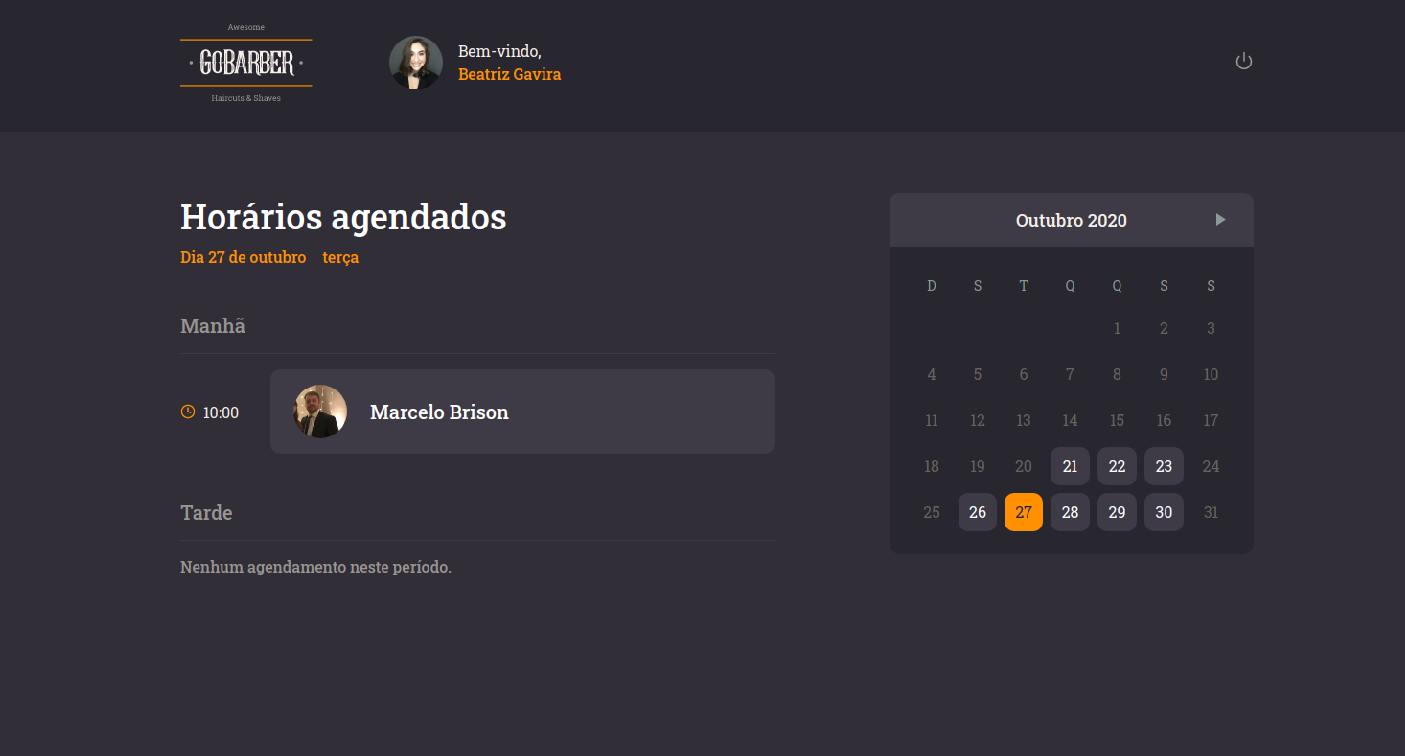 Awesome
GOBARBER
Haircuts & Shaves
Bem-vindo,
Beatriz Gavira
Horários agendados
Dia 27 de outubro terça
Manhã
10:00 Marcelo Brison
Tarde
Nenhum agendamento neste período.
Outubro 2020
D S T Q Q S S
1 2 3
4 5 6 7 8 9 10
11 12 13 14 15 16 17
18 19 20 21 22 23 24
25 26 27 28 29 30 31